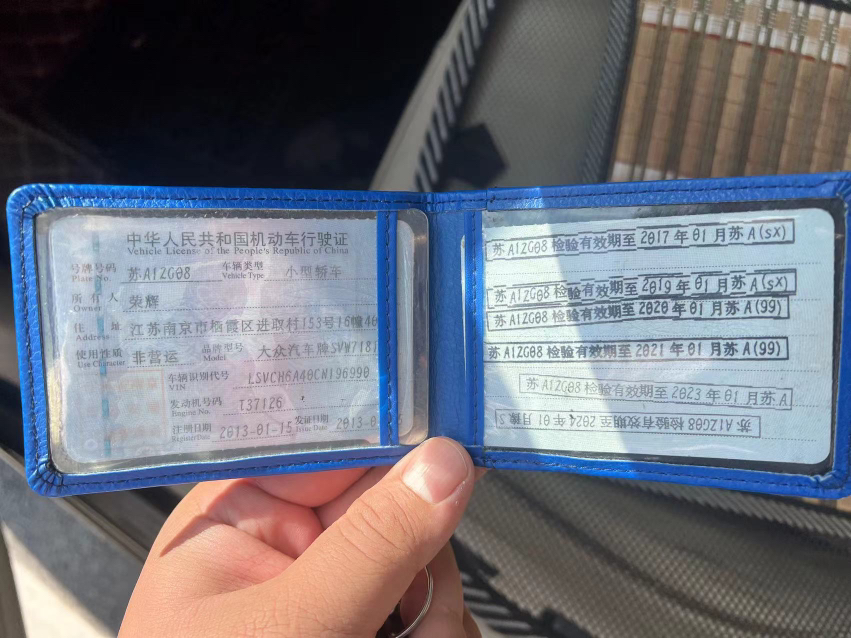 中华人民共和国机动车行驶证
Vehicle License of the People's Republic of China
号牌号码 苏A1ZG08 车辆类型 小型轿车
Plate No. Vehicle Type
所有人 荣辉
Owner
住址 江苏南京市栖霞区进取村153号16幢40
Address
使用性质 非营运 品牌型号 大众汽车牌SVW7181
Use Character Model
车辆识别代号 LSVCH6A40CN196990
VIN
发动机号码 T37126
Engine No.
注册日期 2013-01-15 发证日期 2013-0
Register Date Issue Date
苏A1ZG08 检验有效期至 2017年01月苏A(sX)
苏A1ZG08 检验有效期至 2019年01月苏A(sX)
苏A1ZG08 检验有效期至 2020年01月苏A(99)
苏A1ZG08 检验有效期至 2021年01月苏A(99)
苏A1ZG08 检验有效期至 2023年01月苏A
苏A1ZG08 检验有效期至 2024年01月